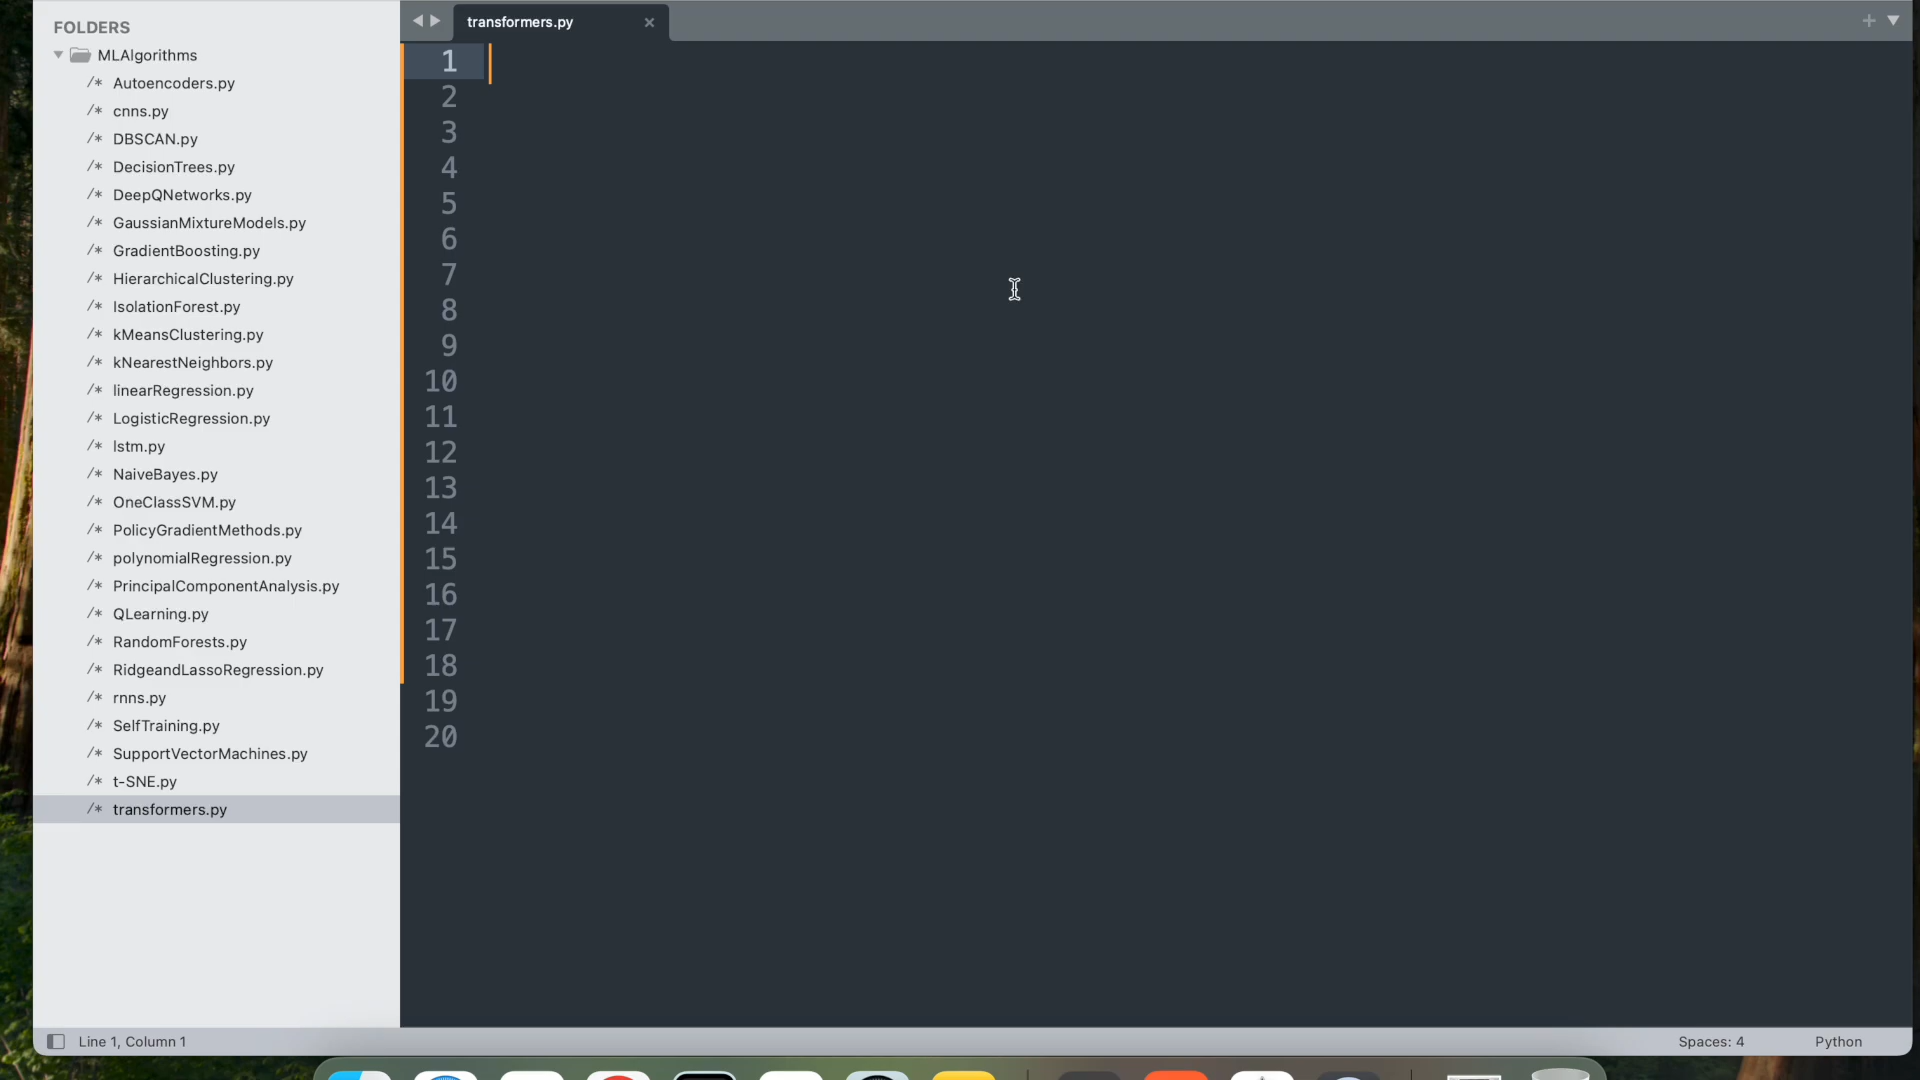 FOLDERS
MLAlgorithms
/* Autoencoders.py
/* cnns.py
/* DBSCAN.py
/* DecisionTrees.py
/* DeepQNetworks.py
/* GaussianMixtureModels.py
/* GradientBoosting.py
/* HierarchicalClustering.py
/* IsolationForest.py
/* kMeansClustering.py
/* kNearestNeighbors.py
/* linearRegression.py
/* LogisticRegression.py
/* lstm.py
/* NaiveBayes.py
/* OneClassSVM.py
/* PolicyGradientMethods.py
/* polynomialRegression.py
/* PrincipalComponentAnalysis.py
/* QLearning.py
/* RandomForests.py
/* RidgeandLassoRegression.py
/* rnns.py
/* SelfTraining.py
/* SupportVectorMachines.py
/* t-SNE.py
/* transformers.py
transformers.py
1
2
3
4
5
6
7
8
9
10
11
12
13
14
15
16
17
18
19
20
Line 1, Column 1
Spaces: 4
Python